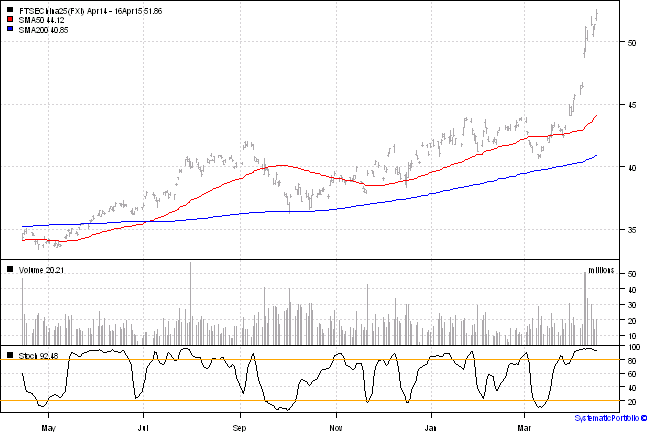 FTSEChina25(FXI) Apr14 - 16Apr15 51.86
SMA50 44.12
SMA200 40.85
50
45
40
35
Volume 20.21
millions
50
40
30
20
10
Stoch 92.48
100
80
60
40
20
May Jul Sep Nov Jan Mar
SystematicPortfolio ©